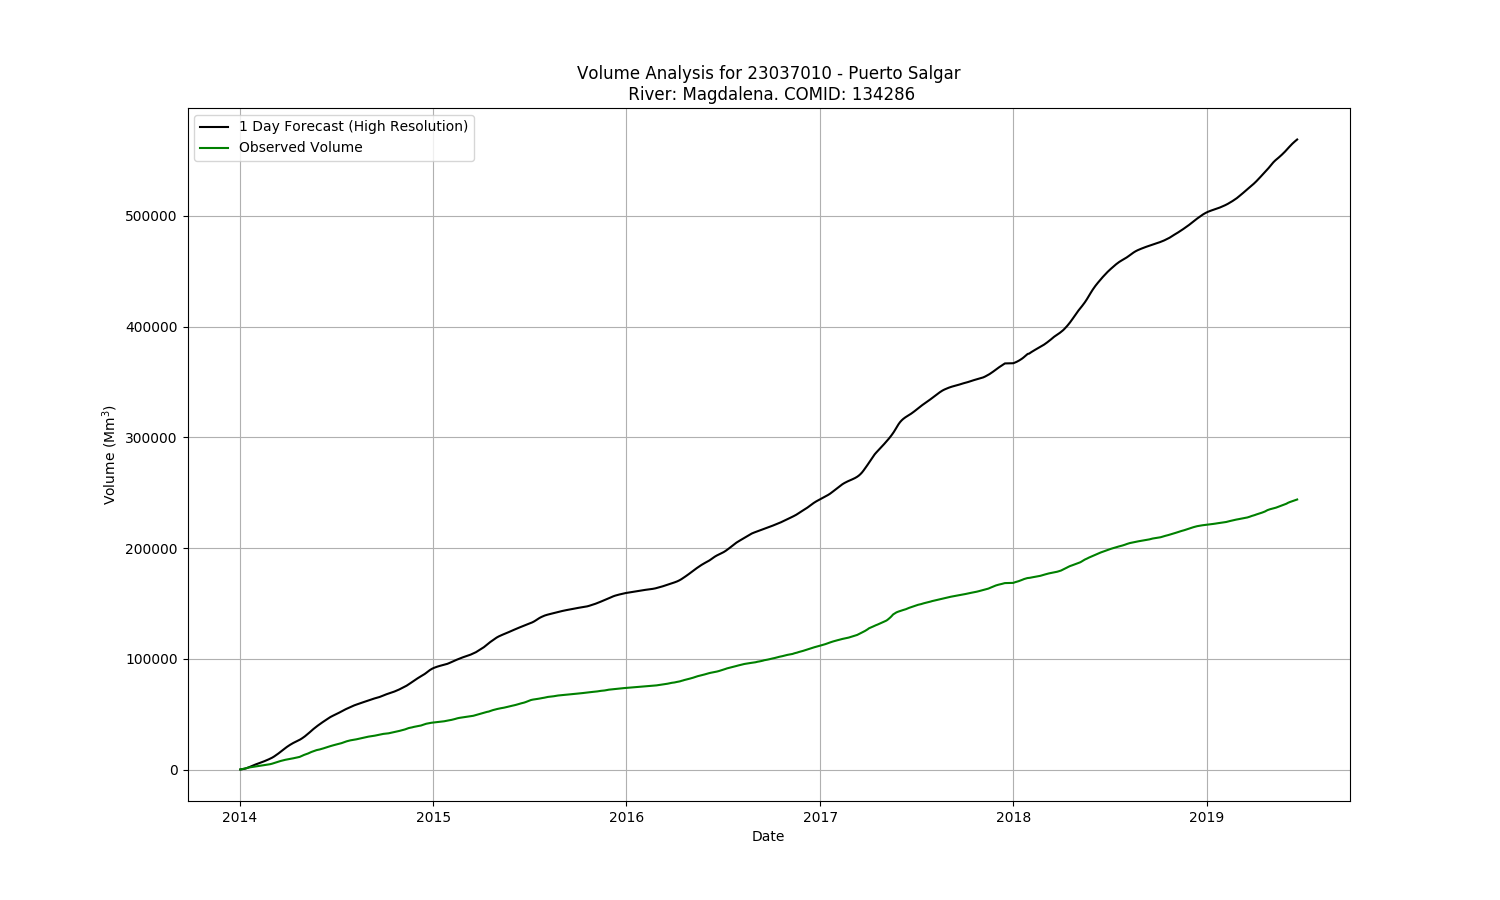 Volume Analysis for 23037010 - Puerto Salgar
River: Magdalena. COMID: 134286
1 Day Forecast (High Resolution)
Observed Volume
Volume (Mm³)
500000
400000
300000
200000
100000
0
2014 2015 2016 2017 2018 2019
Date